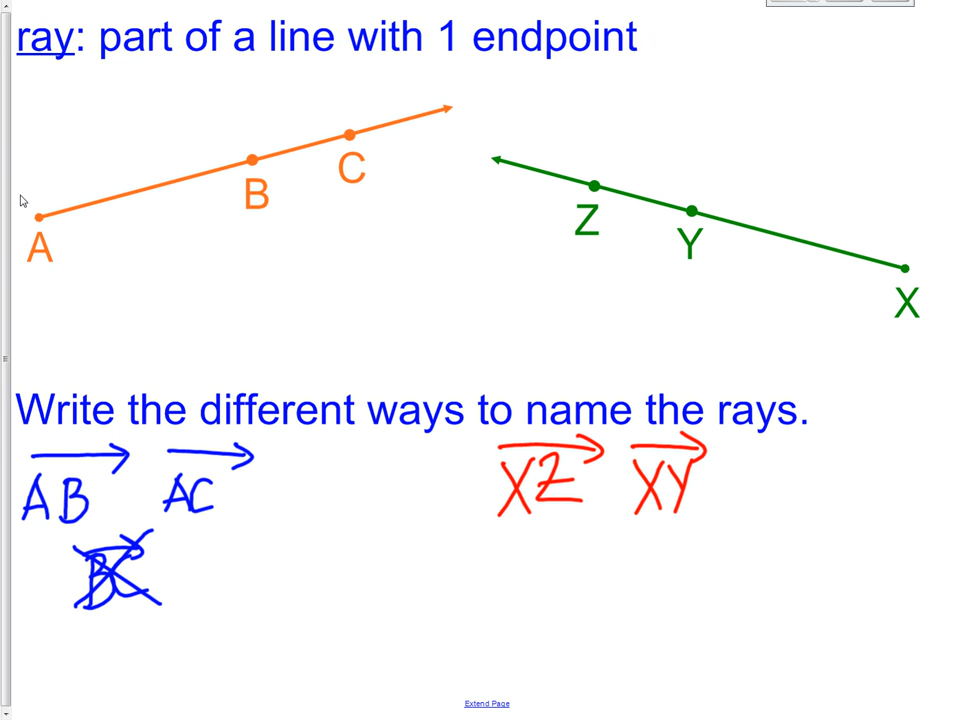 ray: part of a line with 1 endpoint
A B C
Z Y X
Write the different ways to name the rays.
AB AC XZ XY
BC
Extend Page